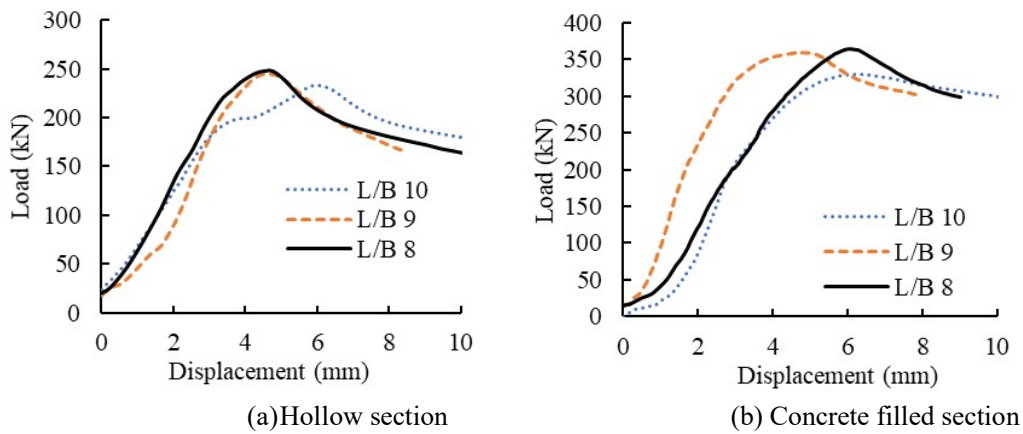 300
250
200
150
100
50
0
Load (kN)
0 2 4 6 8 10
Displacement (mm)
L/B 10
L/B 9
L/B 8
(a)Hollow section
400
350
300
250
200
150
100
50
0
Load (kN)
0 2 4 6 8 10
Displacement (mm)
L/B 10
L/B 9
L/B 8
(b) Concrete filled section